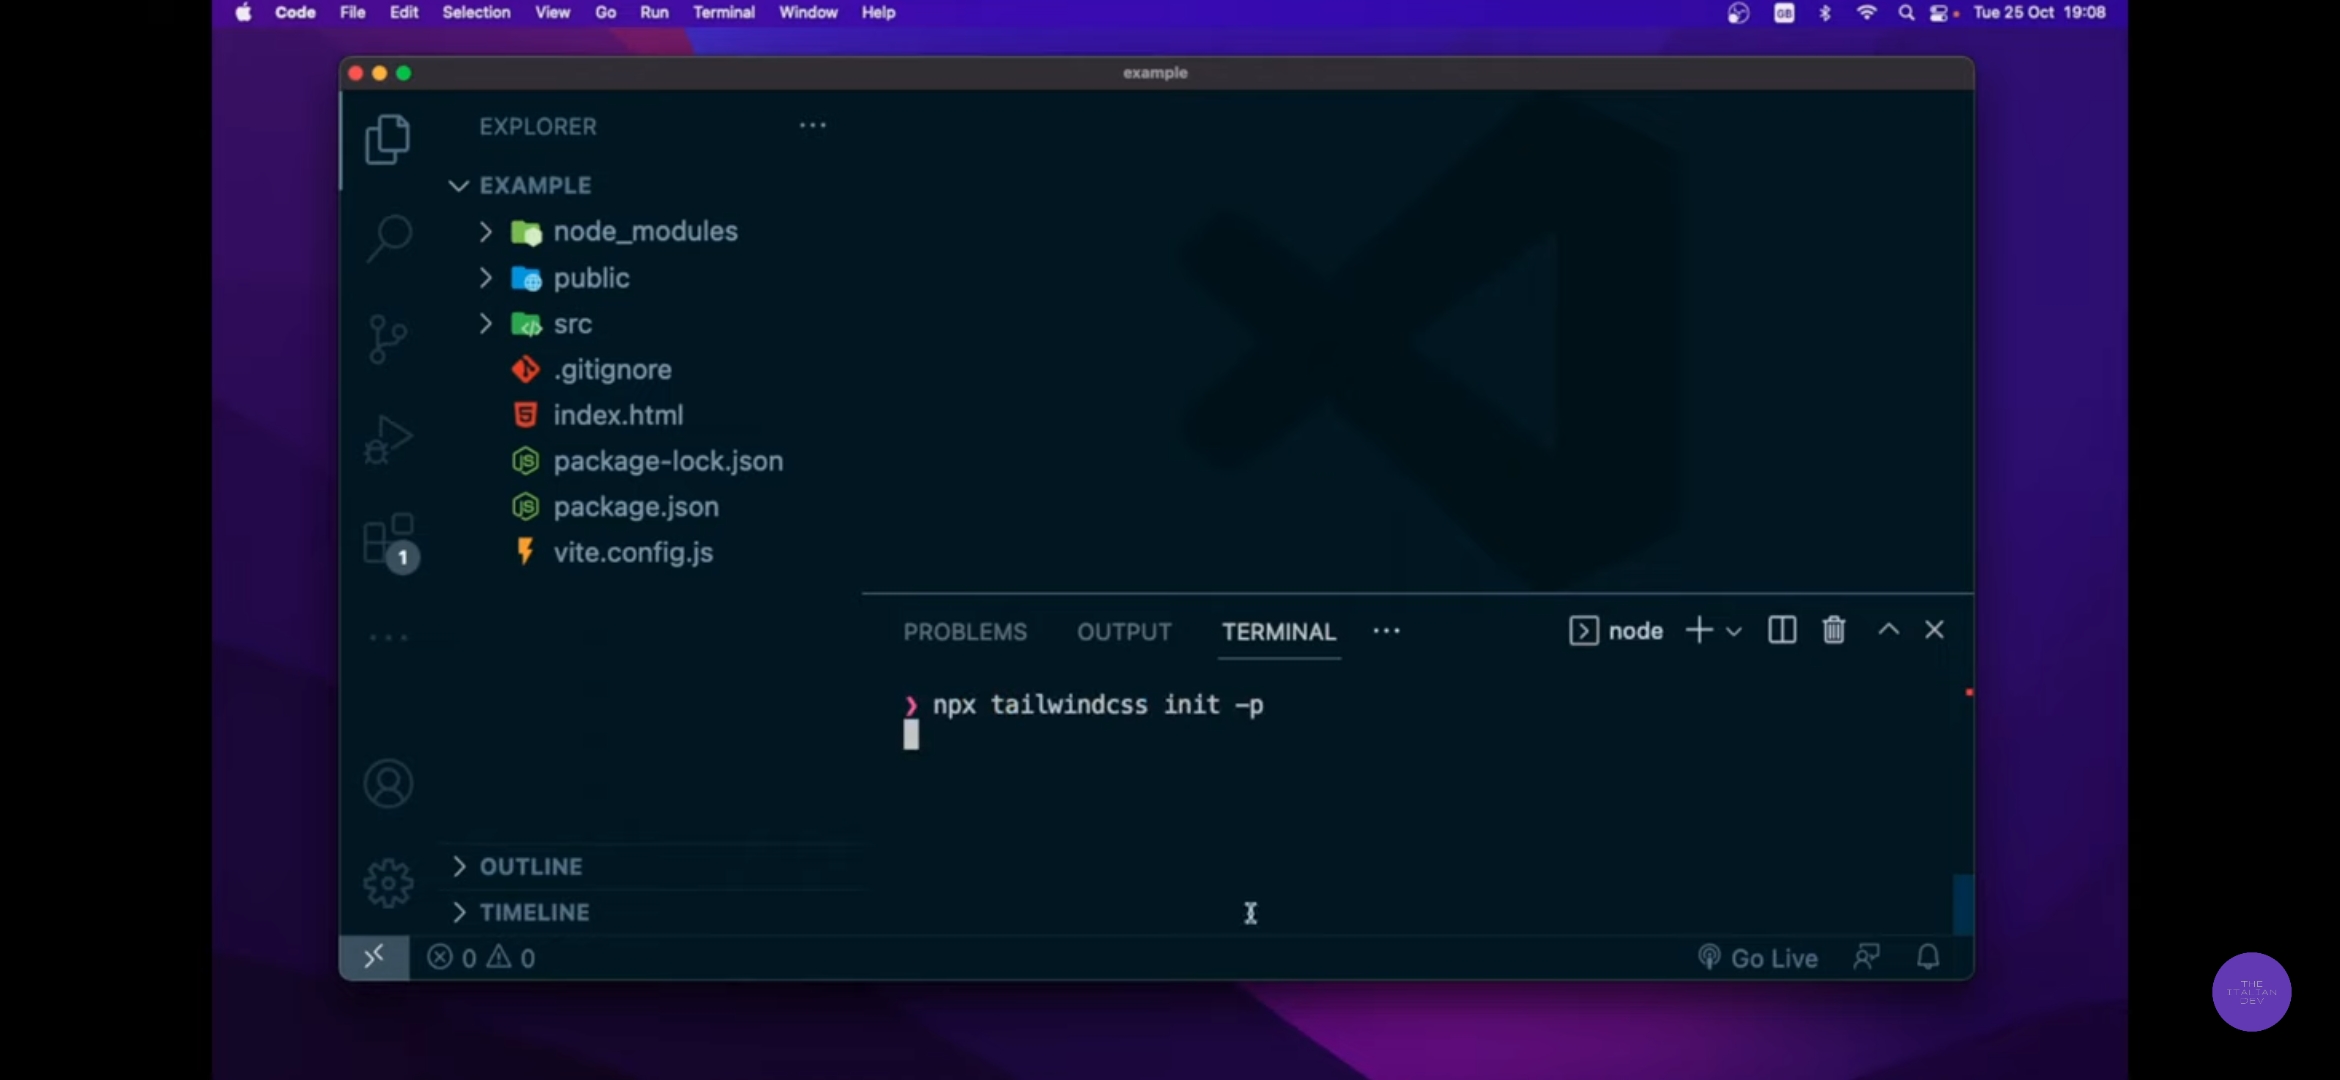 Code File Edit Selection View Go Run Terminal Window Help GB Tue 25 Oct 19:08
example
EXPLORER
EXAMPLE
node_modules
public
src
.gitignore
index.html
package-lock.json
package.json
vite.config.js
1
PROBLEMS OUTPUT TERMINAL node
❯ npx tailwindcss init -p
OUTLINE
TIMELINE
0 0 Go Live
THE
ITALIAN
DEV